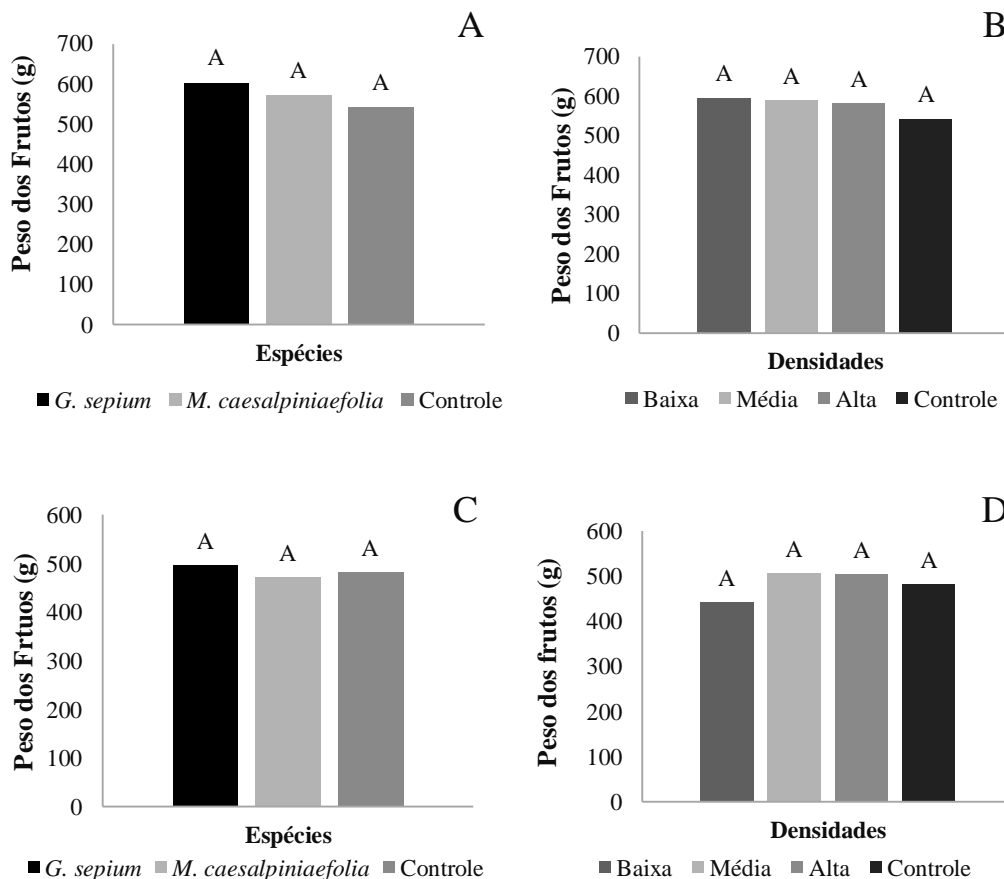 A
Peso dos Frutos (g)
700
600
500
400
300
200
100
0
A
A
A
Espécies
G. sepium M. caesalpiniaefolia Controle
B
Peso dos Frutos (g)
700
600
500
400
300
200
100
0
A
A
A
A
Densidades
Baixa Média Alta Controle
C
Peso dos Frtuos (g)
600
500
400
300
200
100
0
A
A
A
Espécies
G. sepium M. caesalpiniaefolia Controle
D
Peso dos frutos (g)
600
500
400
300
200
100
0
A
A
A
A
Densidades
Baixa Média Alta Controle